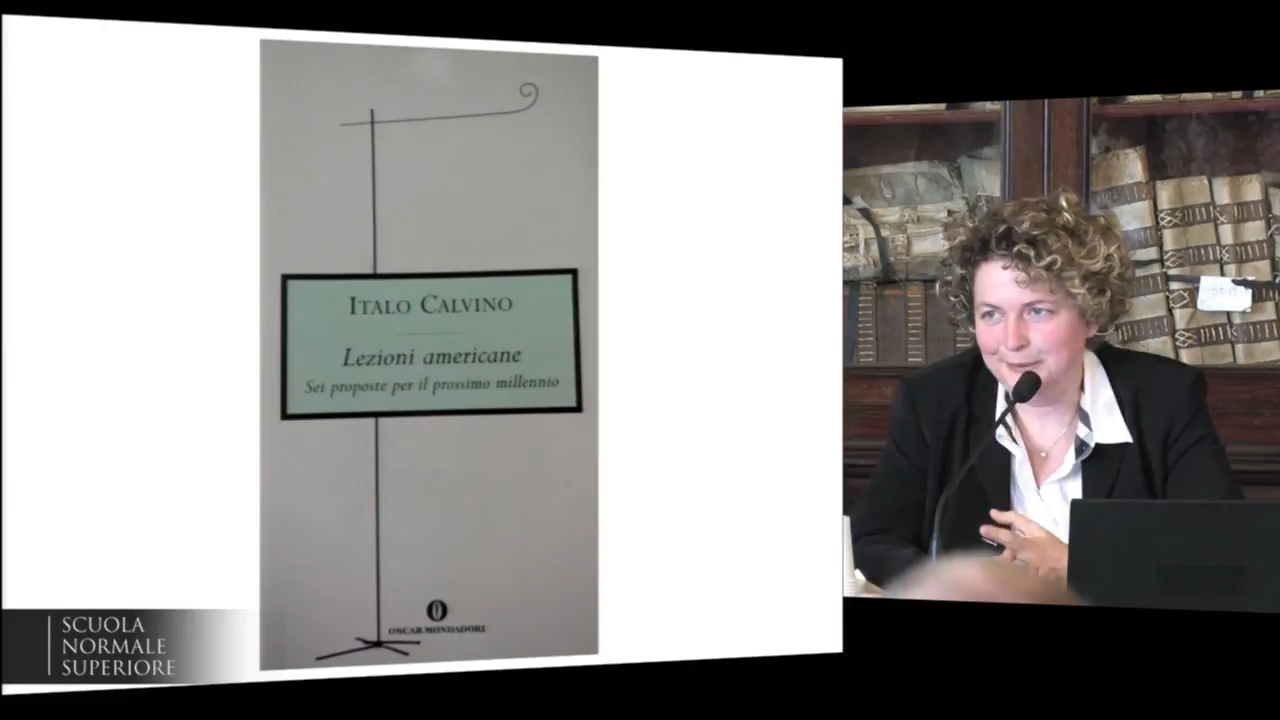 ITALO CALVINO
Lezioni americane
Sei proposte per il prossimo millennio
OSCAR MONDADORI
SCUOLA
NORMALE
SUPERIORE